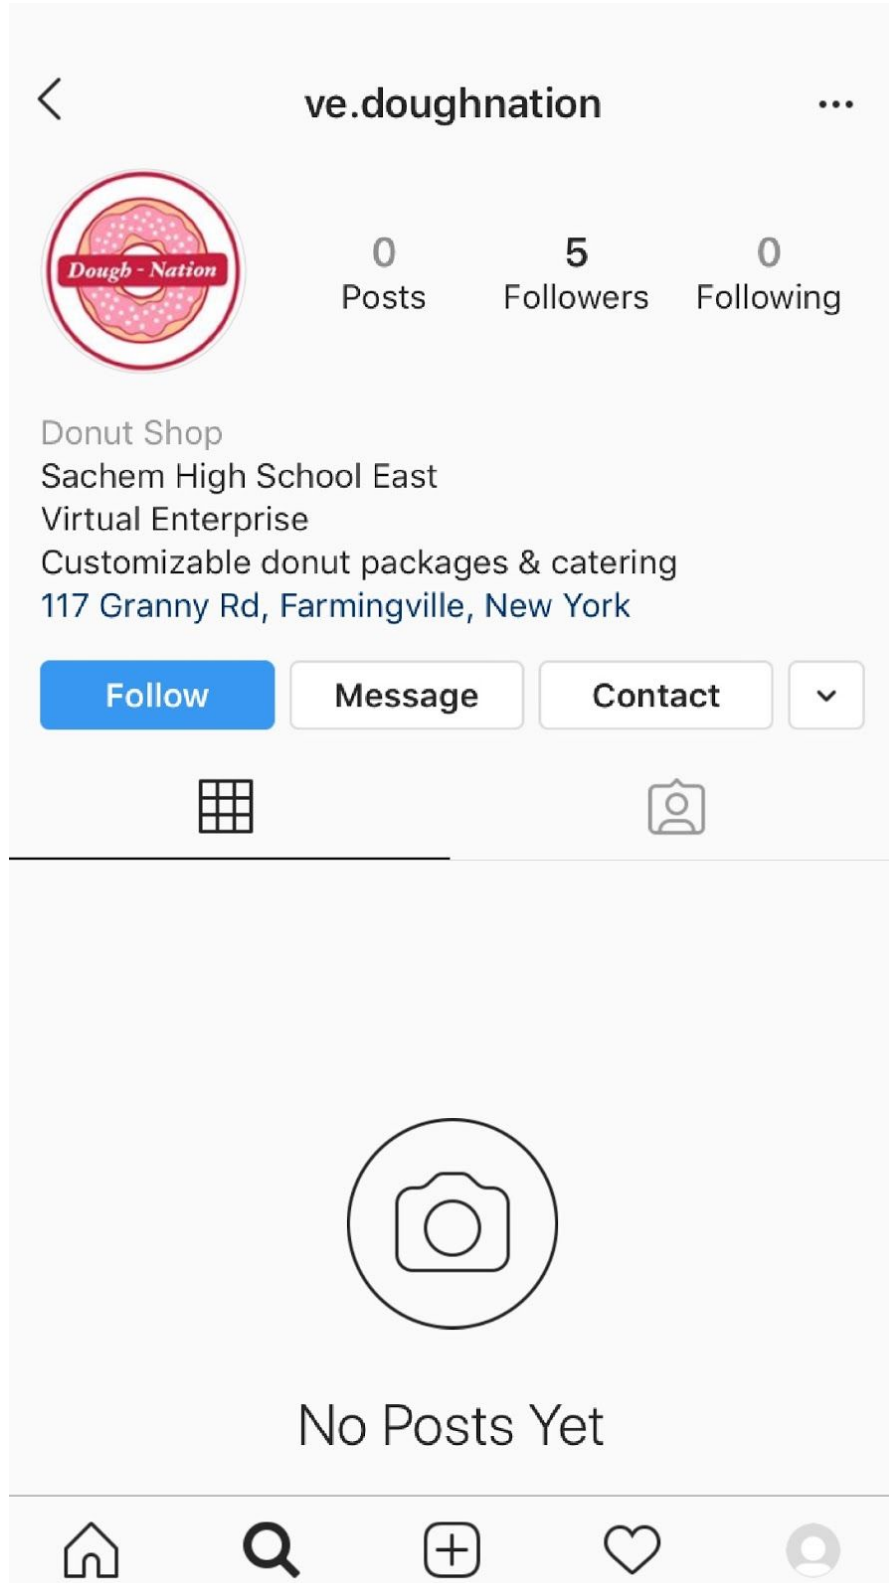 ve.doughnation
Dough - Nation
0
5
0
Posts
Followers
Following
Donut Shop
Sachem High School East
Virtual Enterprise
Customizable donut packages & catering
117 Granny Rd, Farmingville, New York
Follow
Message
Contact
No Posts Yet